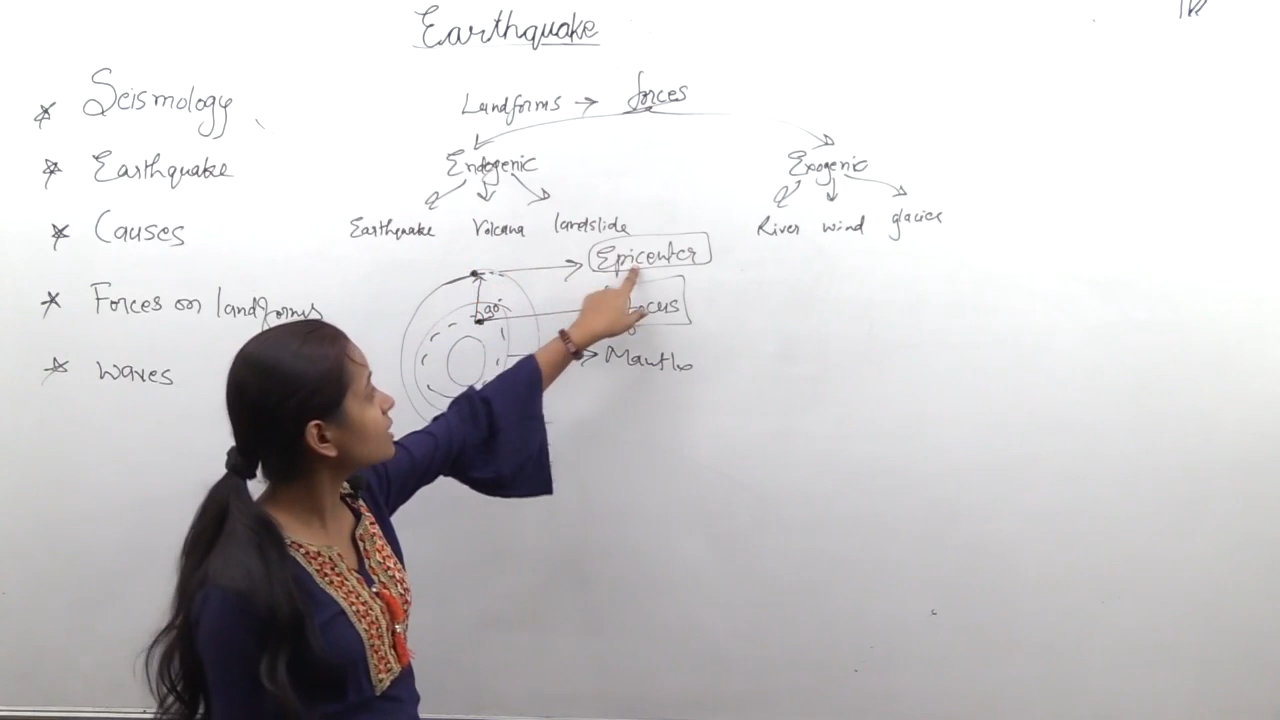 Earthquake
* Seismology
* Earthquake
* Causes
* Forces on landforms
* waves
Landforms → forces
Endogenic Exogenic
Earthquake Volcano landslide River wind glacier
Epicenter
90°
Mantle